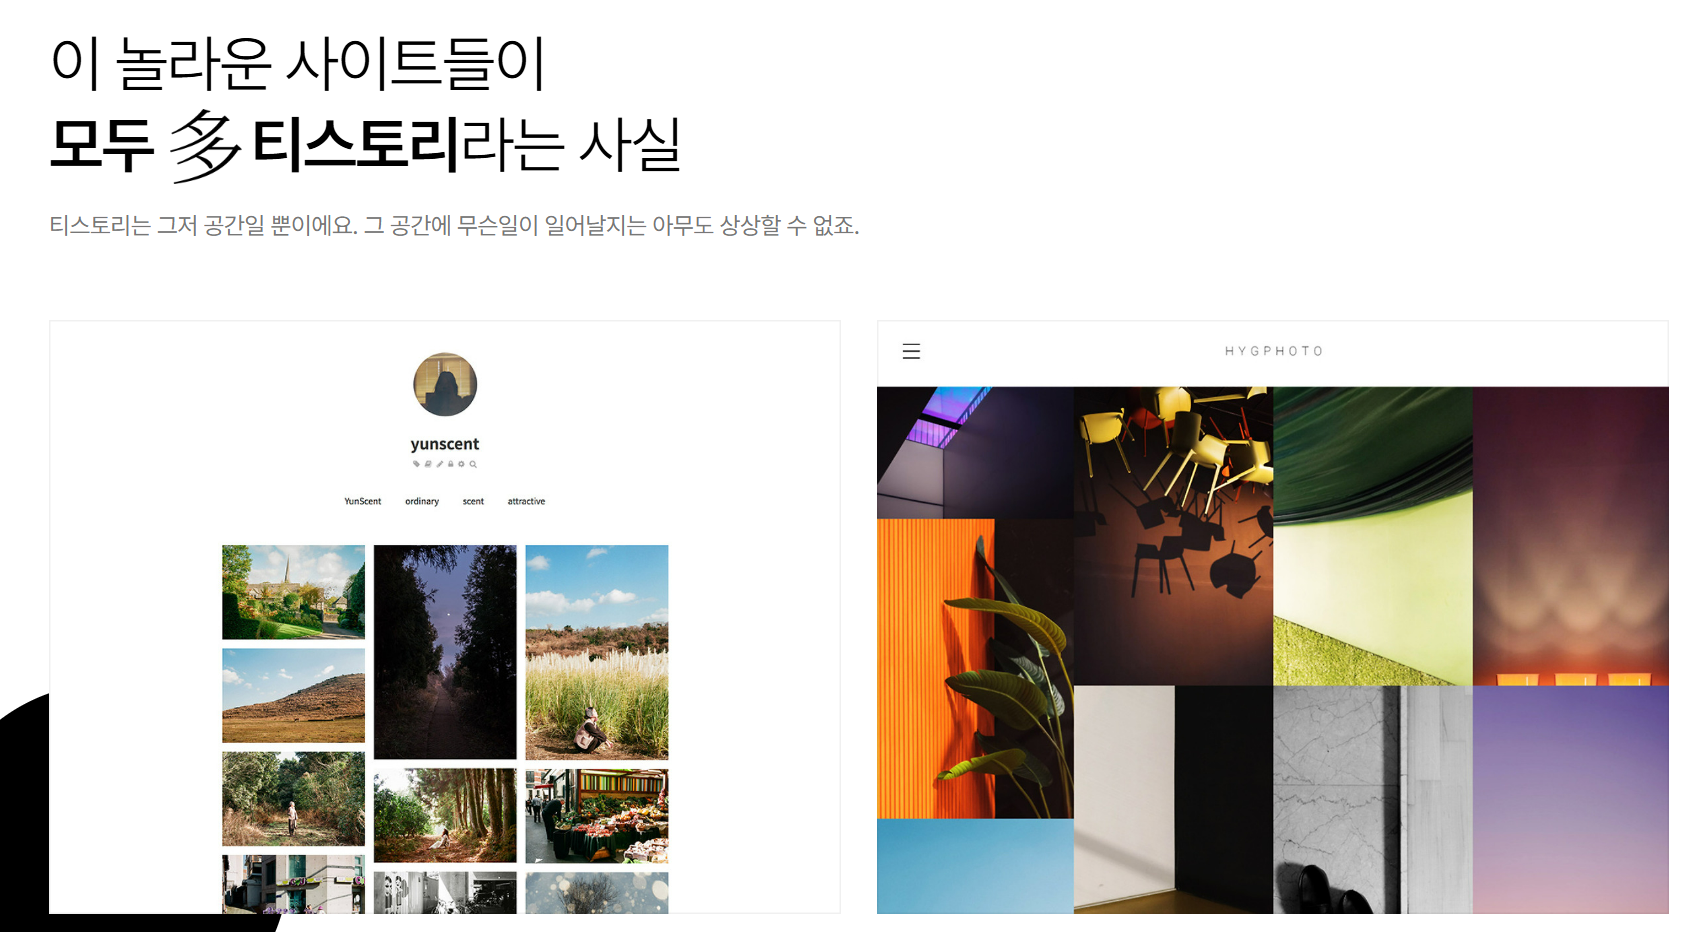 이 놀라운 사이트들이
모두 多 티스토리라는 사실
티스토리는 그저 공간일 뿐이에요. 그 공간에 무슨일이 일어날지는 아무도 상상할 수 없죠.
yunscent
YunScent ordinary scent attractive
HYGPHOTO